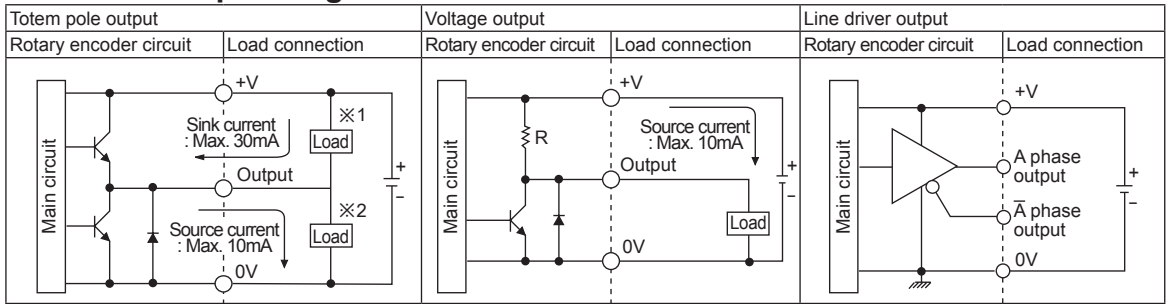 Totem pole output
Rotary encoder circuit
Load connection
Main circuit
+V
Sink current
: Max. 30mA
※1
Load
Output
+
−
※2
Source current
: Max. 10mA
Load
0V
Voltage output
Rotary encoder circuit
Load connection
Main circuit
+V
R
Source current
: Max. 10mA
Output
+
−
Load
0V
Line driver output
Rotary encoder circuit
Load connection
Main circuit
+V
A phase
output
+
−
A̅ phase
output
0V